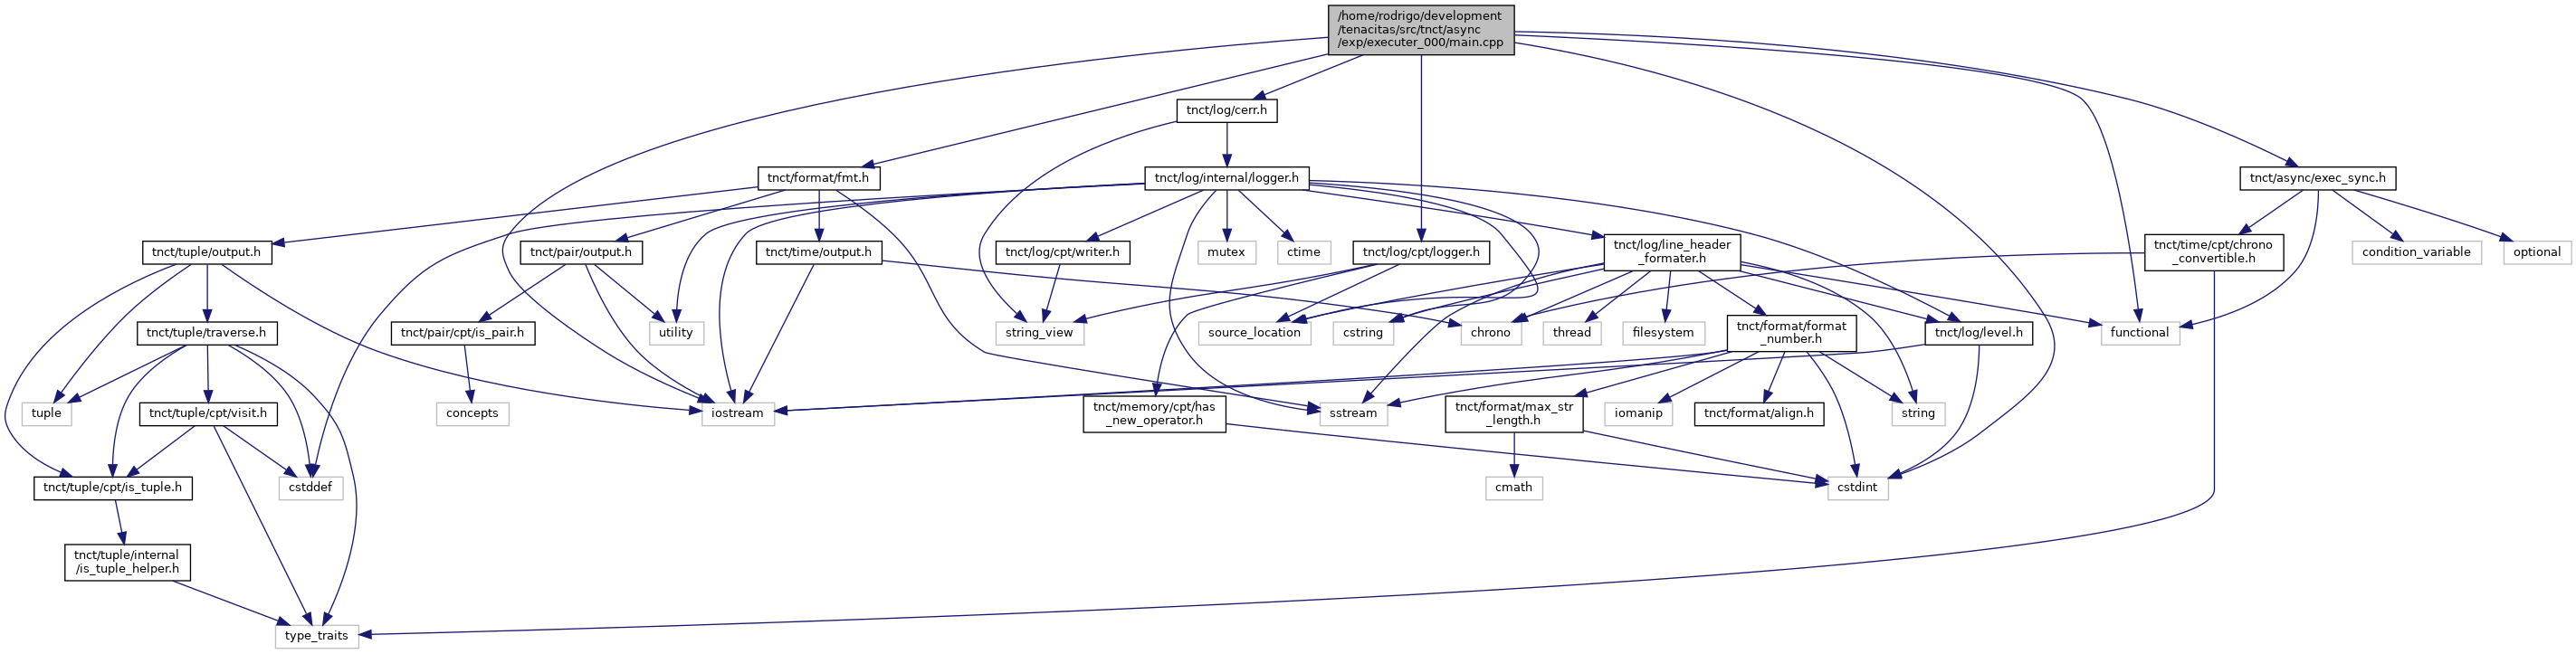 /home/rodrigo/development
/tenacitas/src/tnct/async
/exp/executer_000/main.cpp
tnct/log/cerr.h
tnct/format/fmt.h
tnct/log/internal/logger.h
tnct/async/exec_sync.h
tnct/tuple/output.h
tnct/pair/output.h
tnct/time/output.h
tnct/log/cpt/writer.h
mutex
ctime
tnct/log/cpt/logger.h
tnct/log/line_header
_formater.h
tnct/time/cpt/chrono
_convertible.h
condition_variable
optional
tnct/tuple/traverse.h
tnct/pair/cpt/is_pair.h
utility
string_view
source_location
cstring
chrono
thread
filesystem
tnct/format/format
_number.h
tnct/log/level.h
functional
tuple
tnct/tuple/cpt/visit.h
concepts
iostream
tnct/memory/cpt/has
_new_operator.h
sstream
tnct/format/max_str
_length.h
iomanip
tnct/format/align.h
string
tnct/tuple/cpt/is_tuple.h
cstddef
cmath
cstdint
tnct/tuple/internal
/is_tuple_helper.h
type_traits